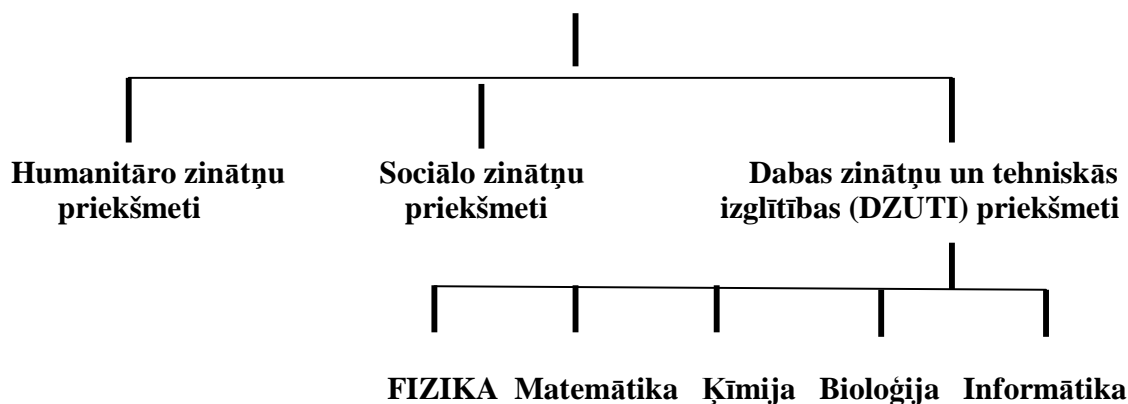 Humanitāro zinātņu
priekšmeti
Sociālo zinātņu
priekšmeti
Dabas zinātņu un tehniskās
izglītības (DZUTI) priekšmeti
FIZIKA Matemātika Ķīmija Bioloģija Informātika